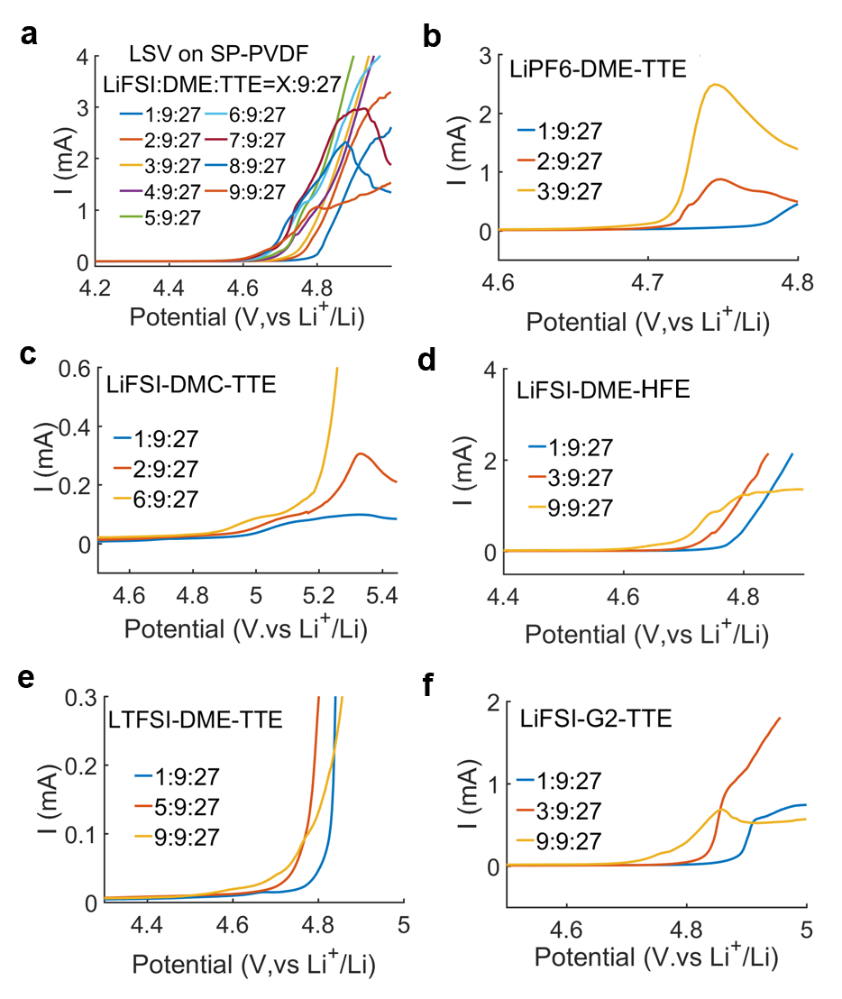 a
LSV on SP-PVDF
LiFSI:DME:TTE=X:9:27
1:9:27 6:9:27
2:9:27 7:9:27
3:9:27 8:9:27
4:9:27 9:9:27
5:9:27
I (mA)
4
3
2
1
0
4.2 4.4 4.6 4.8
Potential (V,vs Li⁺/Li)
b
LiPF6-DME-TTE
1:9:27
2:9:27
3:9:27
I (mA)
3
2
1
0
4.6 4.7 4.8
Potential (V,vs Li⁺/Li)
c
LiFSI-DMC-TTE
1:9:27
2:9:27
6:9:27
I (mA)
0.6
0.4
0.2
0
4.6 4.8 5 5.2 5.4
Potential (V.vs Li⁺/Li)
d
LiFSI-DME-HFE
1:9:27
3:9:27
9:9:27
I (mA)
4
2
0
4.4 4.6 4.8
Potential (V,vs Li⁺/Li)
e
LTFSI-DME-TTE
1:9:27
5:9:27
9:9:27
I (mA)
0.3
0.2
0.1
0
4.4 4.6 4.8 5
Potential (V,vs Li⁺/Li)
f
LiFSI-G2-TTE
1:9:27
3:9:27
9:9:27
I (mA)
2
1
0
4.6 4.8 5
Potential (V.vs Li⁺/Li)